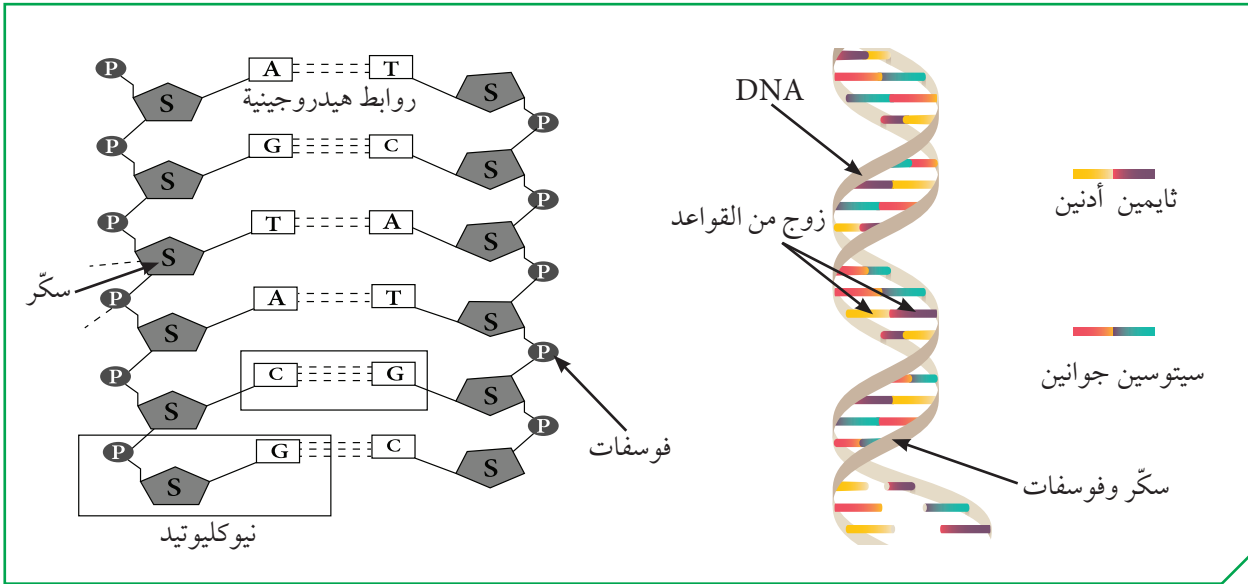 DNA
زوج من القواعد
ثايمين أدنين
سيتوسين جوانين
سكّر وفوسفات
P S A T S
روابط هيدروجينية
P
P S G C S
P
P S T A S
سكّر
P
P S A T S
P
فوسفات
P S C G S
P
P S G C S
نيوكليوتيد